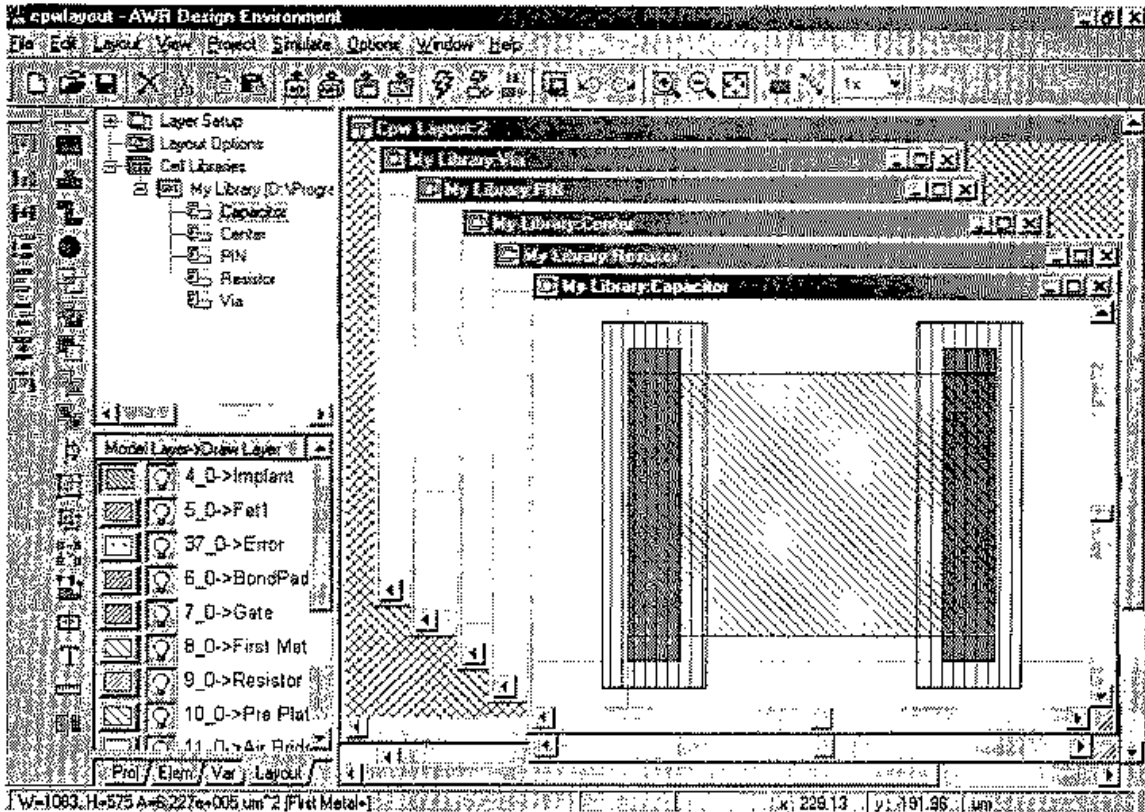 cpwlayout - AWR Design Environment
File Edit Layout View Project Simulate Options Window Help
1x
Layer Setup
Layout Options
Cell Libraries
My Library [D:\Progra
Capacitor
Center
PIN
Resistor
Via
Cpw Layout:2
My Library:Via
My Library:PIN
My Library:Center
My Library:Resistor
My Library:Capacitor
Model Layer->Draw Layer
4_0->Implant
5_0->Fet1
37_0->Error
6_0->BondPad
7_0->Gate
8_0->First Met
9_0->Resistor
10_0->Pre Plat
11_0->Air Bridg
Proj Elem Var Layout
W=1083, H=575 A=6.227e+005 um^2 [First Metal+]
x: 229.13 y: -191.96 um